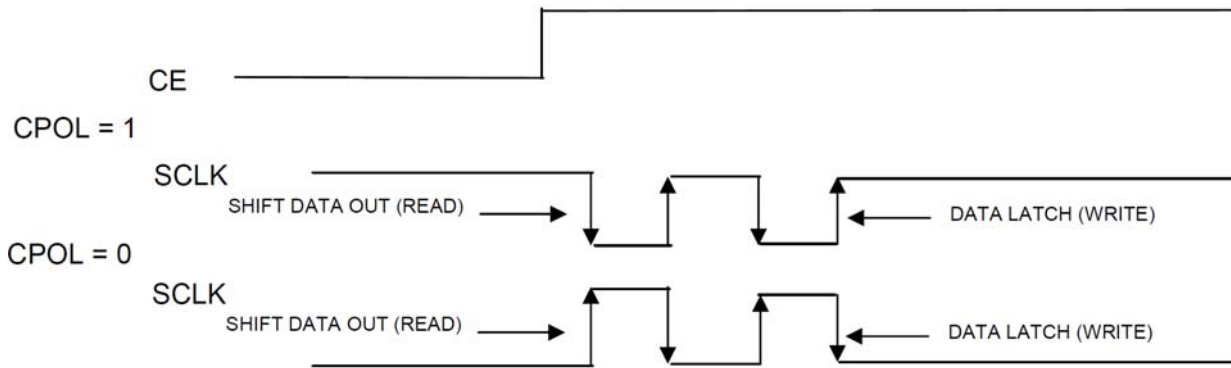 CE
CPOL = 1
SCLK
SHIFT DATA OUT (READ)
DATA LATCH (WRITE)
CPOL = 0
SCLK
SHIFT DATA OUT (READ)
DATA LATCH (WRITE)